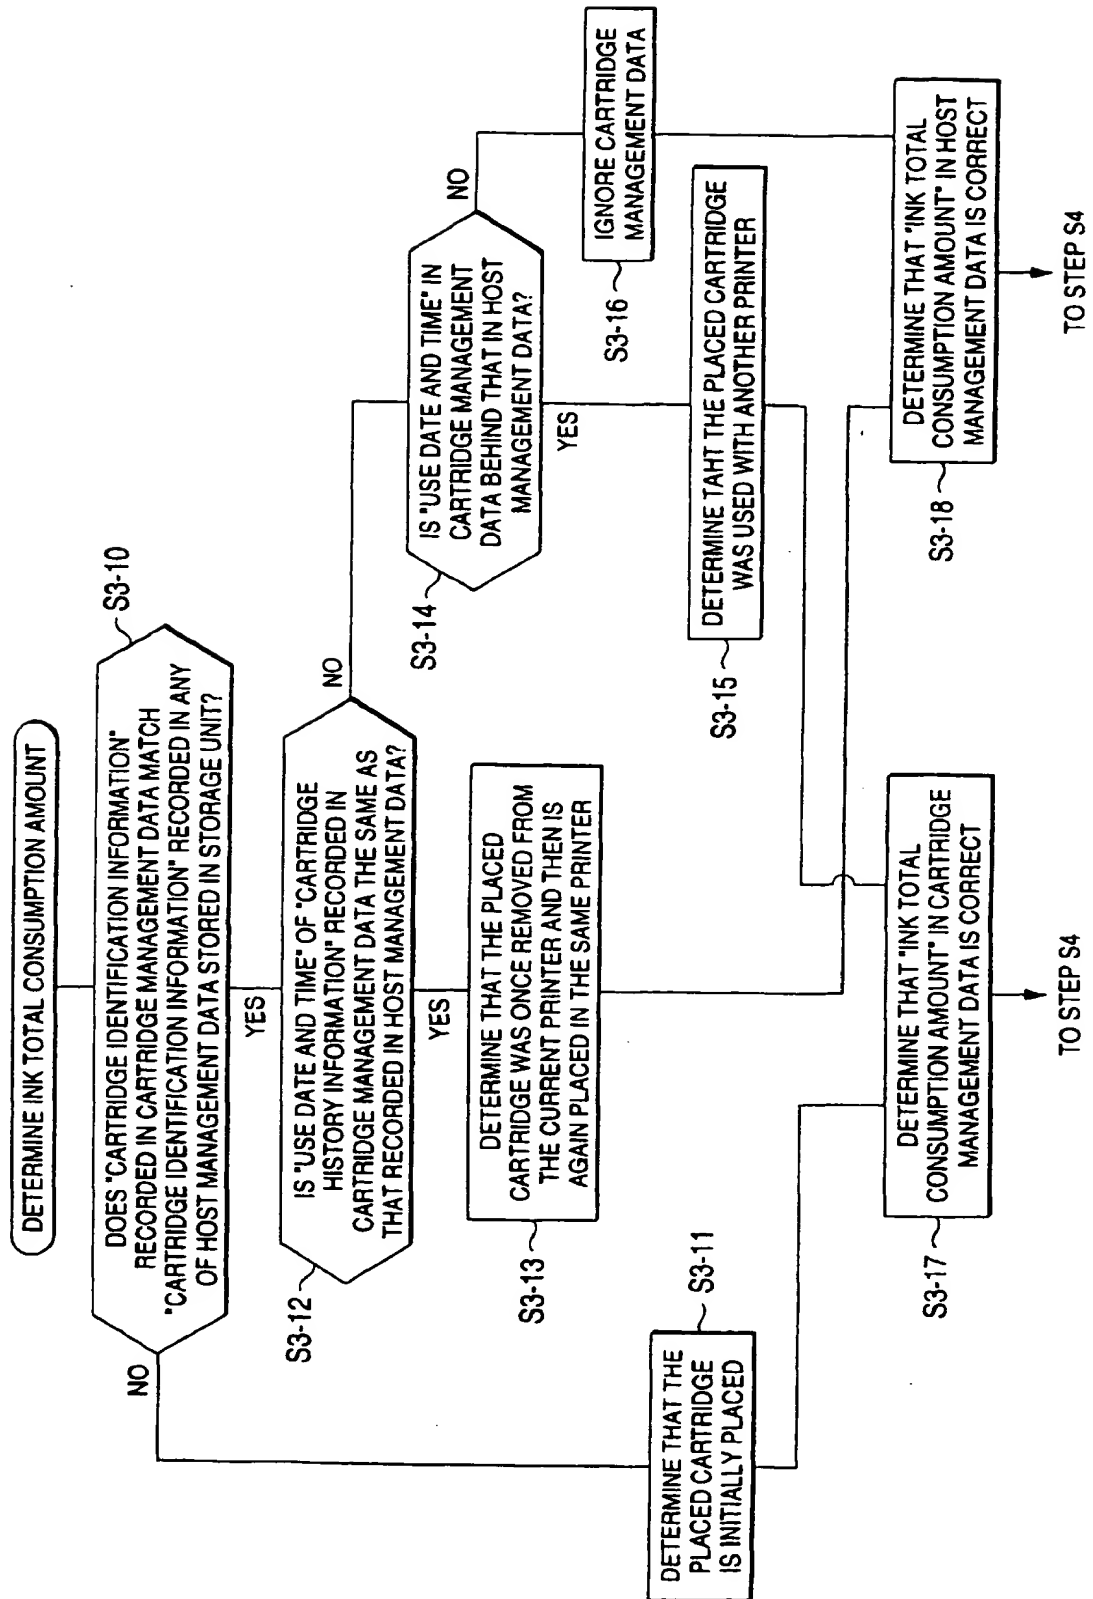 DETERMINE INK TOTAL CONSUMPTION AMOUNT
S3-10
DOES "CARTRIDGE IDENTIFICATION INFORMATION"
RECORDED IN CARTRIDGE MANAGEMENT DATA MATCH
"CARTRIDGE IDENTIFICATION INFORMATION" RECORDED IN ANY
OF HOST MANAGEMENT DATA STORED IN STORAGE UNIT?
NO
YES
S3-12
IS "USE DATE AND TIME" OF "CARTRIDGE
HISTORY INFORMATION" RECORDED IN
CARTRIDGE MANAGEMENT DATA THE SAME AS
THAT RECORDED IN HOST MANAGEMENT DATA?
NO
YES
S3-14
IS "USE DATE AND TIME" IN
CARTRIDGE MANAGEMENT
DATA BEHIND THAT IN HOST
MANAGEMENT DATA?
NO
YES
S3-13
DETERMINE THAT THE PLACED
CARTRIDGE WAS ONCE REMOVED FROM
THE CURRENT PRINTER AND THEN IS
AGAIN PLACED IN THE SAME PRINTER
S3-16
IGNORE CARTRIDGE
MANAGEMENT DATA
S3-11
DETERMINE THAT THE
PLACED CARTRIDGE
IS INITIALLY PLACED
S3-15
DETERMINE TAHT THE PLACED CARTRIDGE
WAS USED WITH ANOTHER PRINTER
S3-17
DETERMINE THAT "INK TOTAL
CONSUMPTION AMOUNT" IN CARTRIDGE
MANAGEMENT DATA IS CORRECT
S3-18
DETERMINE THAT "INK TOTAL
CONSUMPTION AMOUNT" IN HOST
MANAGEMENT DATA IS CORRECT
TO STEP S4
TO STEP S4